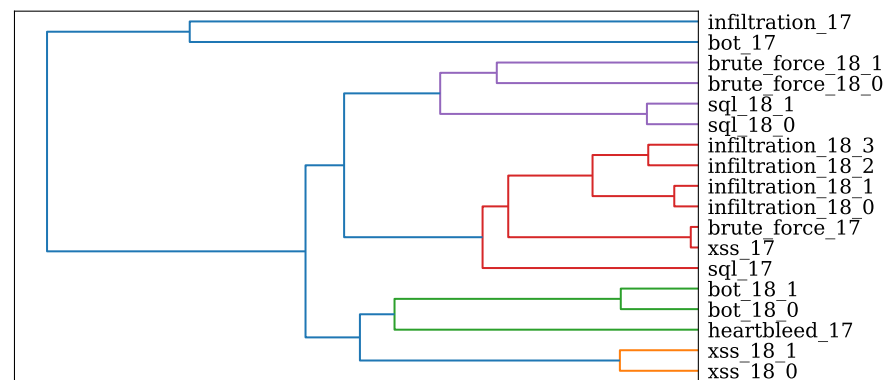 infiltration_17
bot_17
brute_force_18_1
brute_force_18_0
sql_18_1
sql_18_0
infiltration_18_3
infiltration_18_2
infiltration_18_1
infiltration_18_0
brute_force_17
xss_17
sql_17
bot_18_1
bot_18_0
heartbleed_17
xss_18_1
xss_18_0